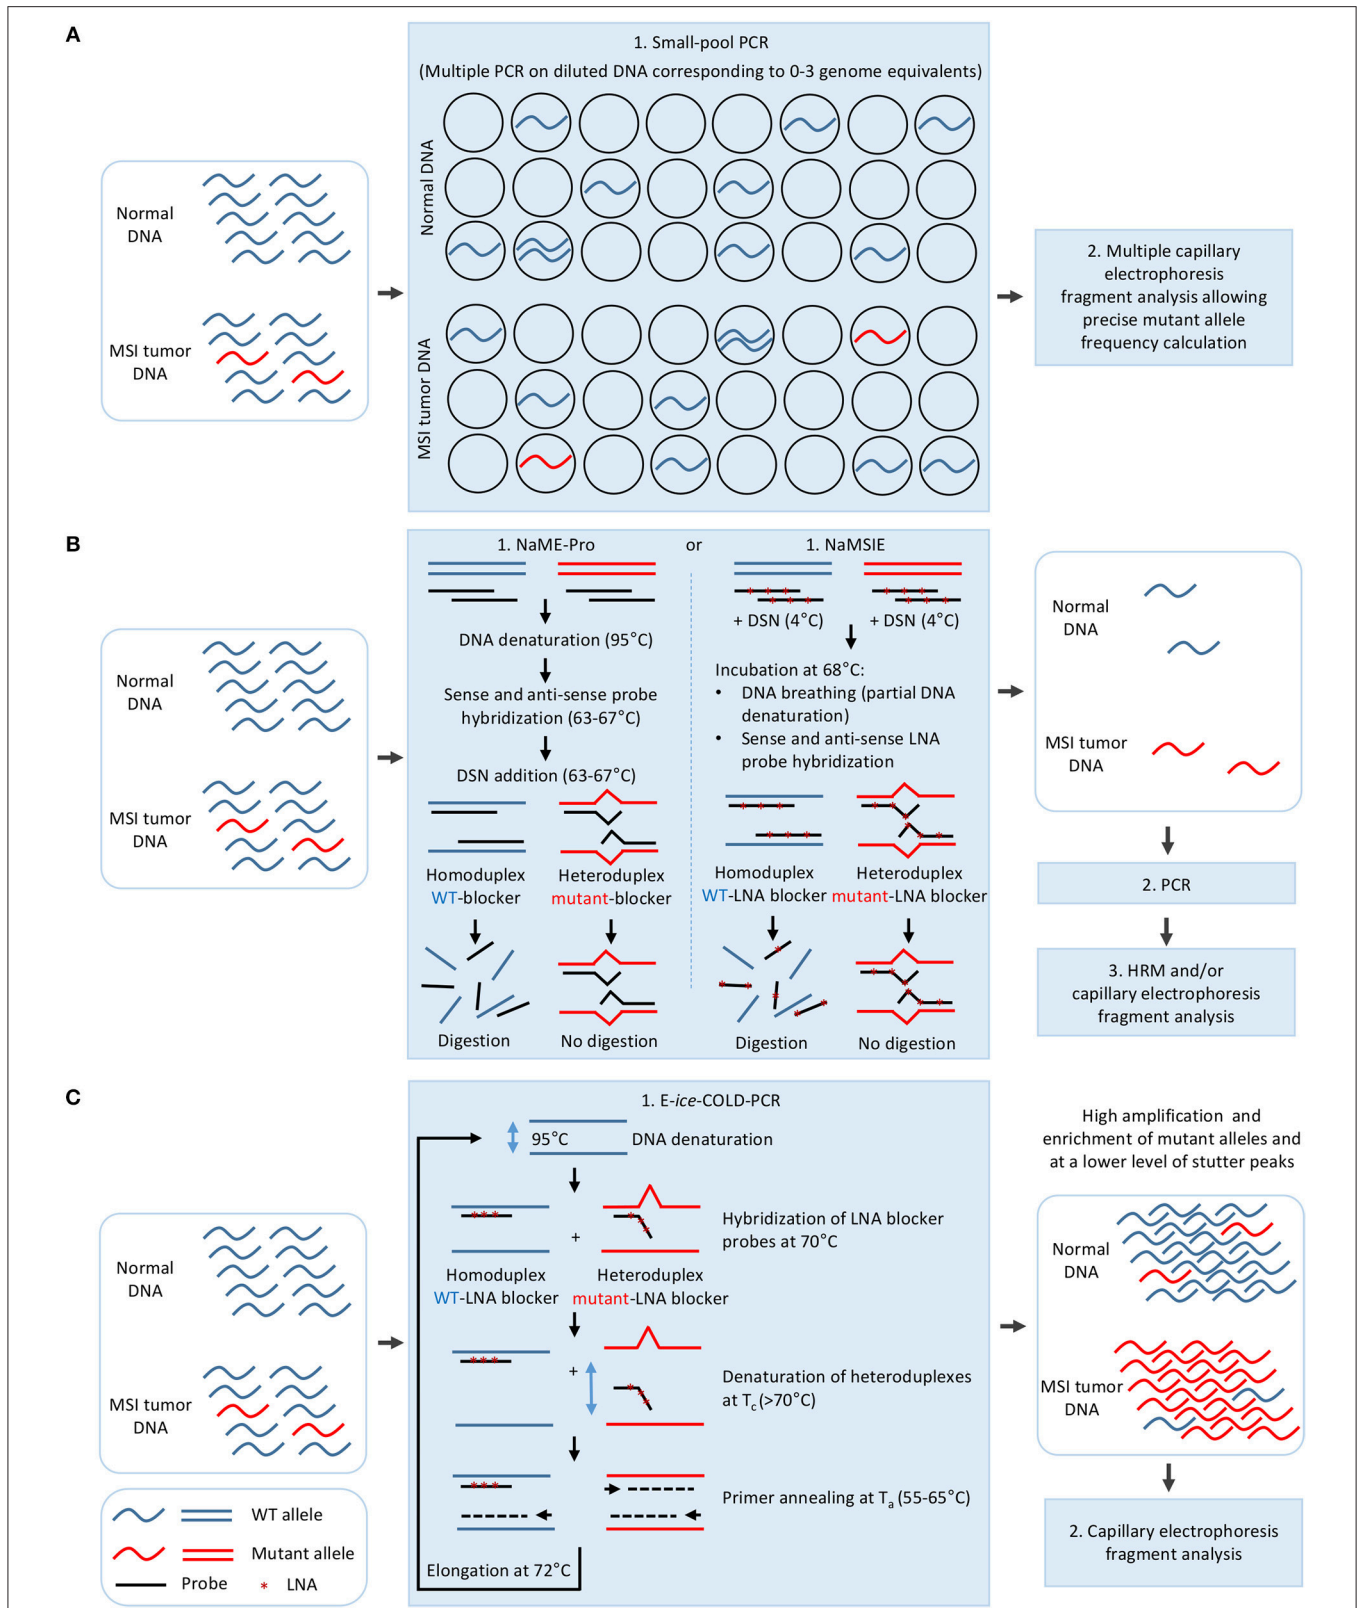 A
1. Small-pool PCR
(Multiple PCR on diluted DNA corresponding to 0-3 genome equivalents)
Normal DNA
MSI tumor DNA
Normal
DNA
MSI tumor
DNA
2. Multiple capillary
electrophoresis
fragment analysis allowing
precise mutant allele
frequency calculation
B
1. NaME-Pro
or
1. NaMSIE
+ DSN (4°C)
+ DSN (4°C)
DNA denaturation (95°C)
Sense and anti-sense probe
hybridization (63-67°C)
DSN addition (63-67°C)
Incubation at 68°C:
• DNA breathing (partial DNA
denaturation)
• Sense and anti-sense LNA
probe hybridization
Homoduplex
WT-blocker
Heteroduplex
mutant-blocker
Homoduplex
WT-LNA blocker
Heteroduplex
mutant-LNA blocker
Digestion
No digestion
Digestion
No digestion
Normal
DNA
MSI tumor
DNA
Normal
DNA
MSI tumor
DNA
2. PCR
3. HRM and/or
capillary electrophoresis
fragment analysis
C
1. E-ice-COLD-PCR
95°C
DNA denaturation
+
Hybridization of LNA blocker
probes at 70°C
Homoduplex
WT-LNA blocker
Heteroduplex
mutant-LNA blocker
+
Denaturation of heteroduplexes
at Tc (>70°C)
Primer annealing at Ta (55-65°C)
Elongation at 72°C
Normal
DNA
MSI tumor
DNA
High amplification and
enrichment of mutant alleles and
at a lower level of stutter peaks
Normal
DNA
MSI tumor
DNA
2. Capillary electrophoresis
fragment analysis
WT allele
Mutant allele
Probe
* LNA